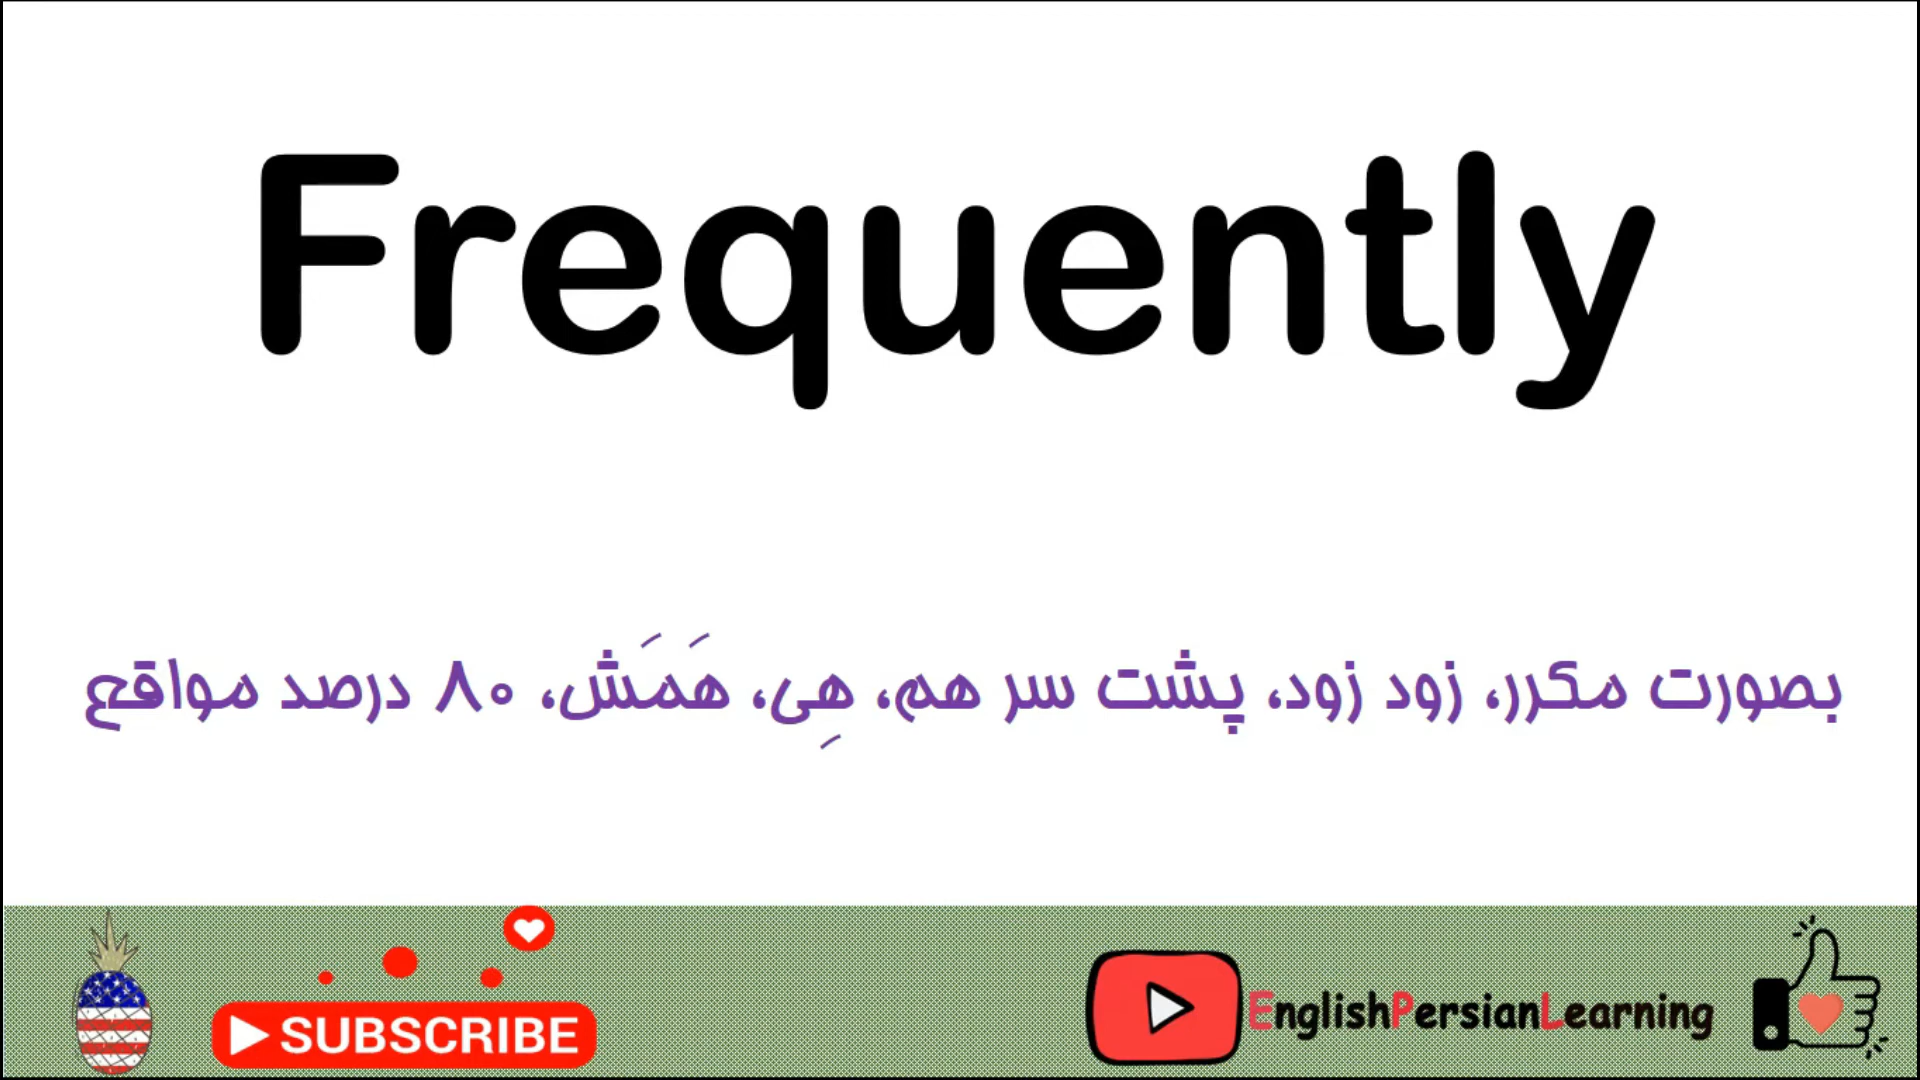 Frequently
بصورت مکرر، زود زود، پشت سر هم، هِی، هَمَش، ۸۰ درصد مواقع
SUBSCRIBE
EnglishPersianLearning